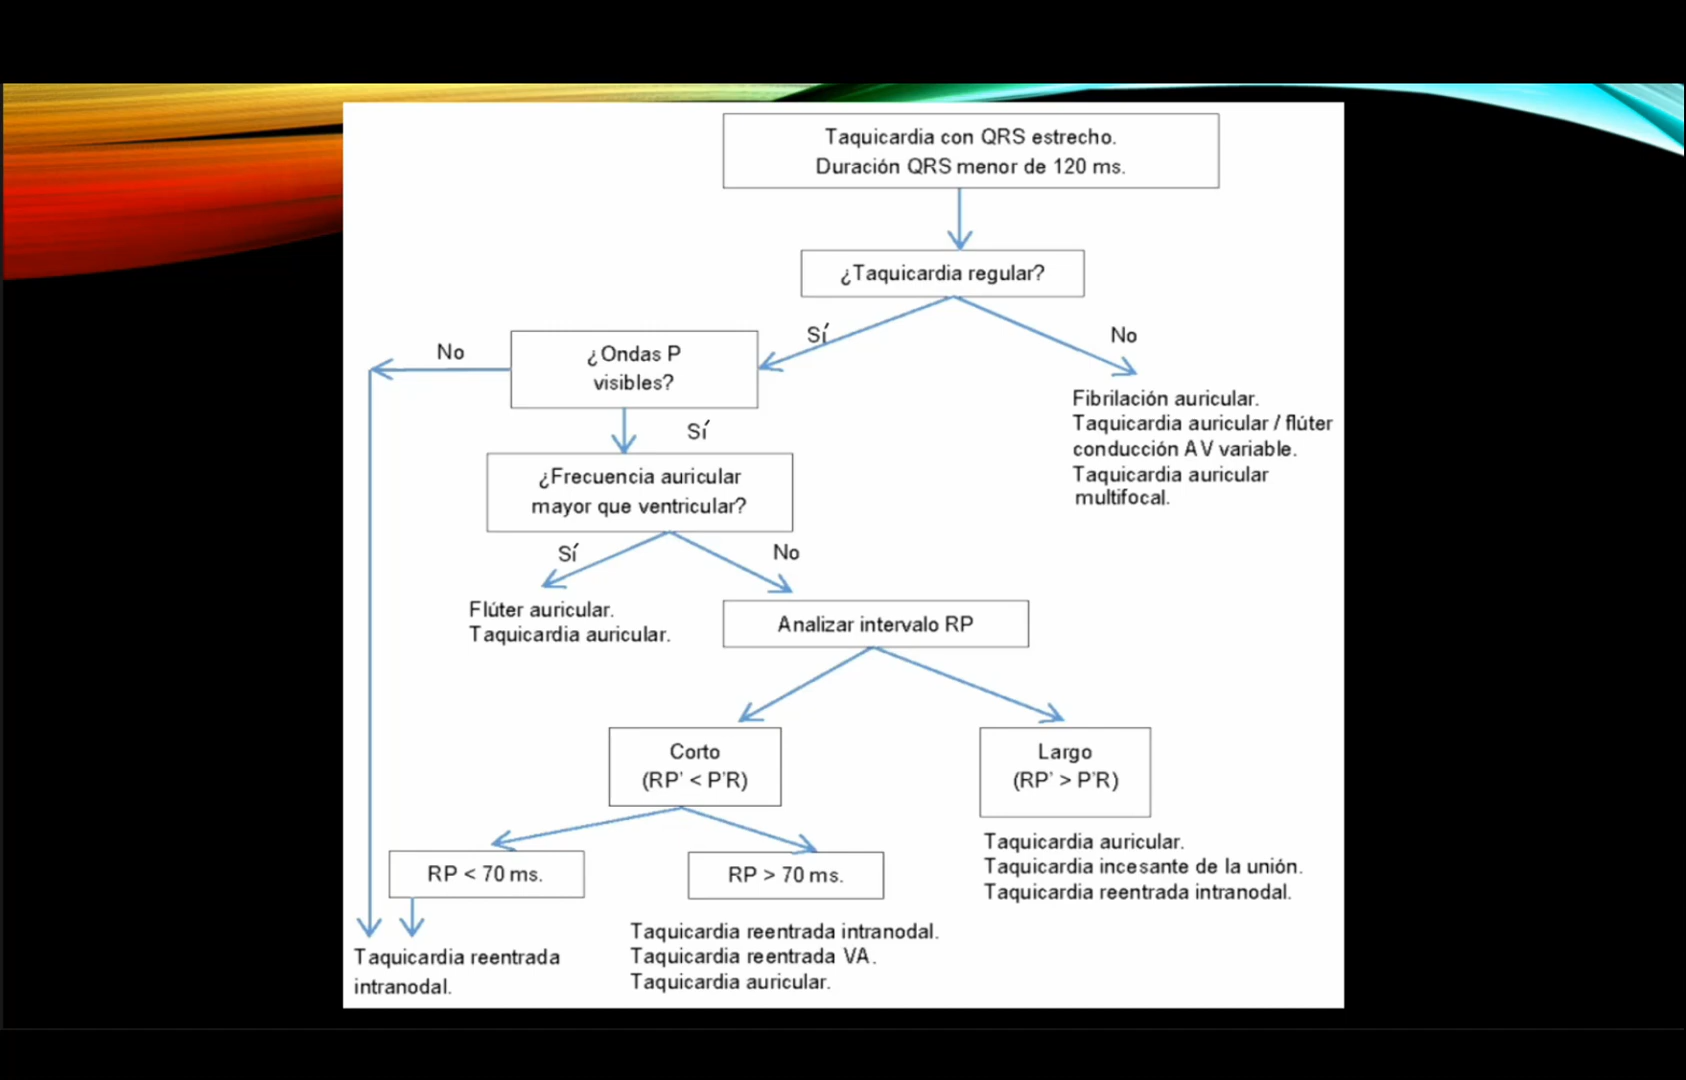 Taquicardia con QRS estrecho.
Duración QRS menor de 120 ms.
¿Taquicardia regular?
Sí
No
¿Ondas P
visibles?
No
Sí
Fibrilación auricular.
Taquicardia auricular / flúter
conducción AV variable.
Taquicardia auricular
multifocal.
¿Frecuencia auricular
mayor que ventricular?
Sí
No
Flúter auricular.
Taquicardia auricular.
Analizar intervalo RP
Corto
(RP' < P'R)
Largo
(RP' > P'R)
RP < 70 ms.
RP > 70 ms.
Taquicardia auricular.
Taquicardia incesante de la unión.
Taquicardia reentrada intranodal.
Taquicardia reentrada
intranodal.
Taquicardia reentrada intranodal.
Taquicardia reentrada VA.
Taquicardia auricular.